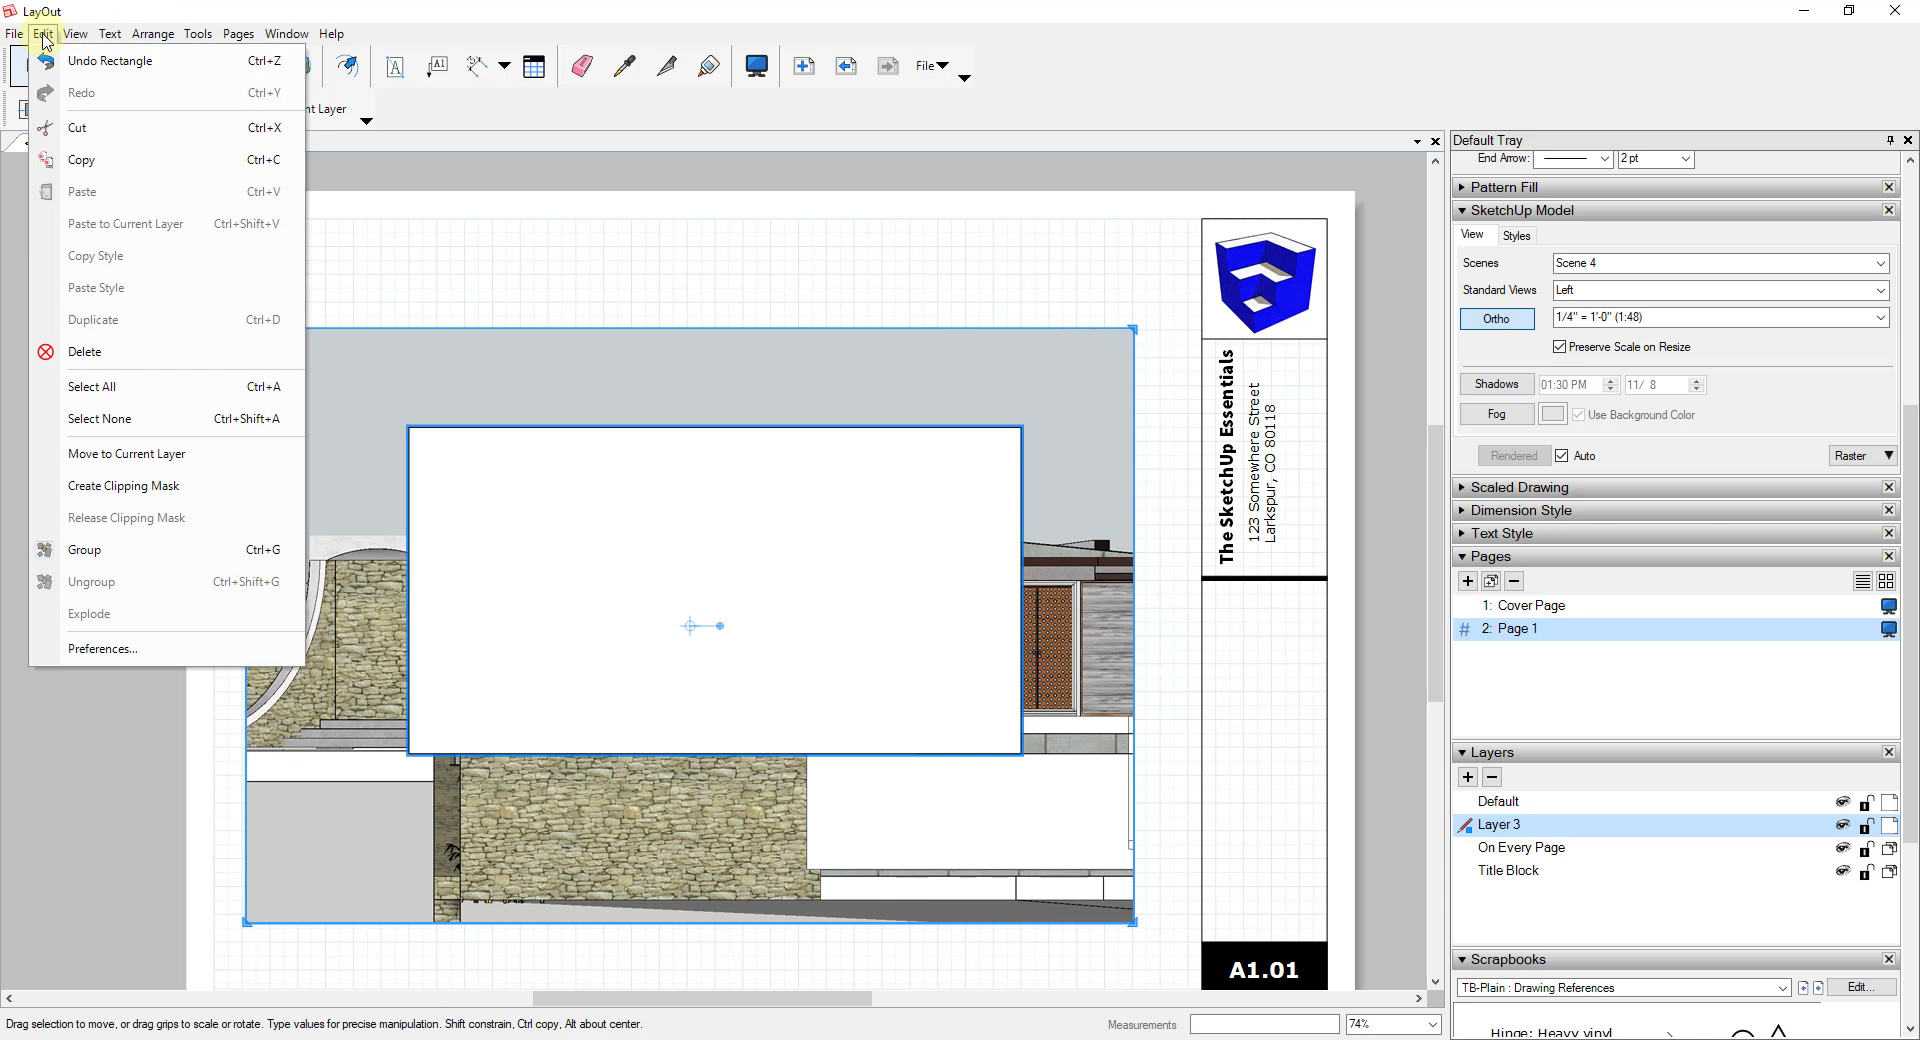 LayOut
File Edit View Text Arrange Tools Pages Window Help
File
nt Layer
Undo Rectangle Ctrl+Z
Redo Ctrl+Y
Cut Ctrl+X
Copy Ctrl+C
Paste Ctrl+V
Paste to Current Layer Ctrl+Shift+V
Copy Style
Paste Style
Duplicate Ctrl+D
Delete
Select All Ctrl+A
Select None Ctrl+Shift+A
Move to Current Layer
Create Clipping Mask
Release Clipping Mask
Group Ctrl+G
Ungroup Ctrl+Shift+G
Explode
Preferences...
The SketchUp Essentials
123 Somewhere Street
Larkspur, CO 80118
A1.01
Default Tray
End Arrow: 2 pt
Pattern Fill
SketchUp Model
View Styles
Scenes Scene 4
Standard Views Left
Ortho 1/4" = 1'-0" (1:48)
Preserve Scale on Resize
Shadows 01:30 PM 11/ 8
Fog Use Background Color
Rendered Auto Raster
Scaled Drawing
Dimension Style
Text Style
Pages
1: Cover Page
# 2: Page 1
Layers
Default
Layer 3
On Every Page
Title Block
Scrapbooks
TB-Plain : Drawing References Edit...
Hinge: Heavy vinyl
Drag selection to move, or drag grips to scale or rotate. Type values for precise manipulation. Shift constrain, Ctrl copy, Alt about center.
Measurements 74%